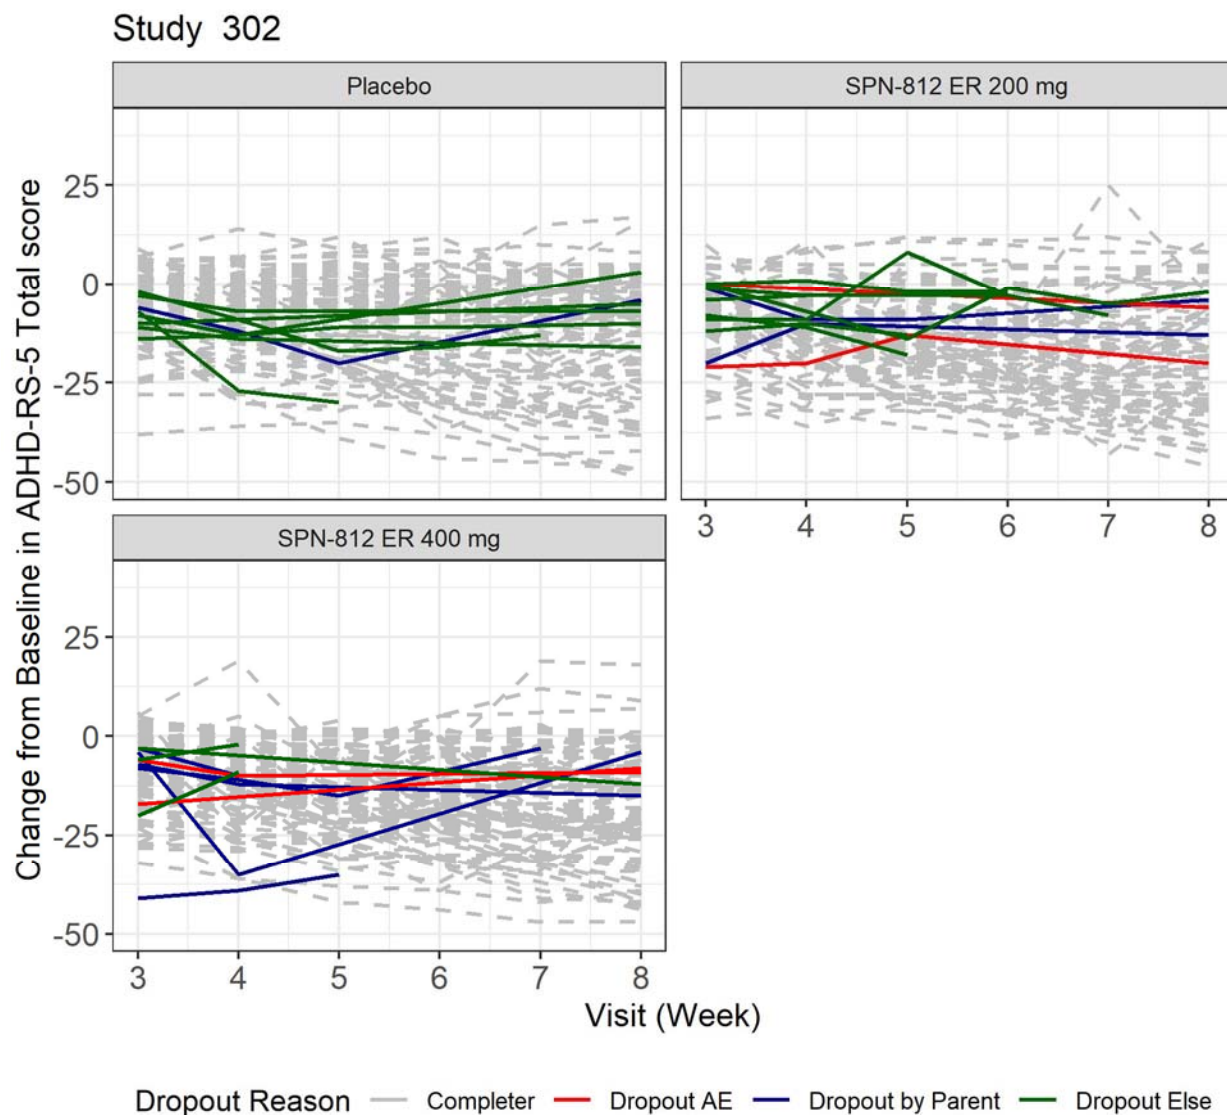 Study 302
Placebo
SPN-812 ER 200 mg
Change from Baseline in ADHD-RS-5 Total score
25
0
-25
-50
3 4 5 6 7 8
SPN-812 ER 400 mg
25
0
-25
-50
3 4 5 6 7 8
Visit (Week)
Dropout Reason Completer Dropout AE Dropout by Parent Dropout Else